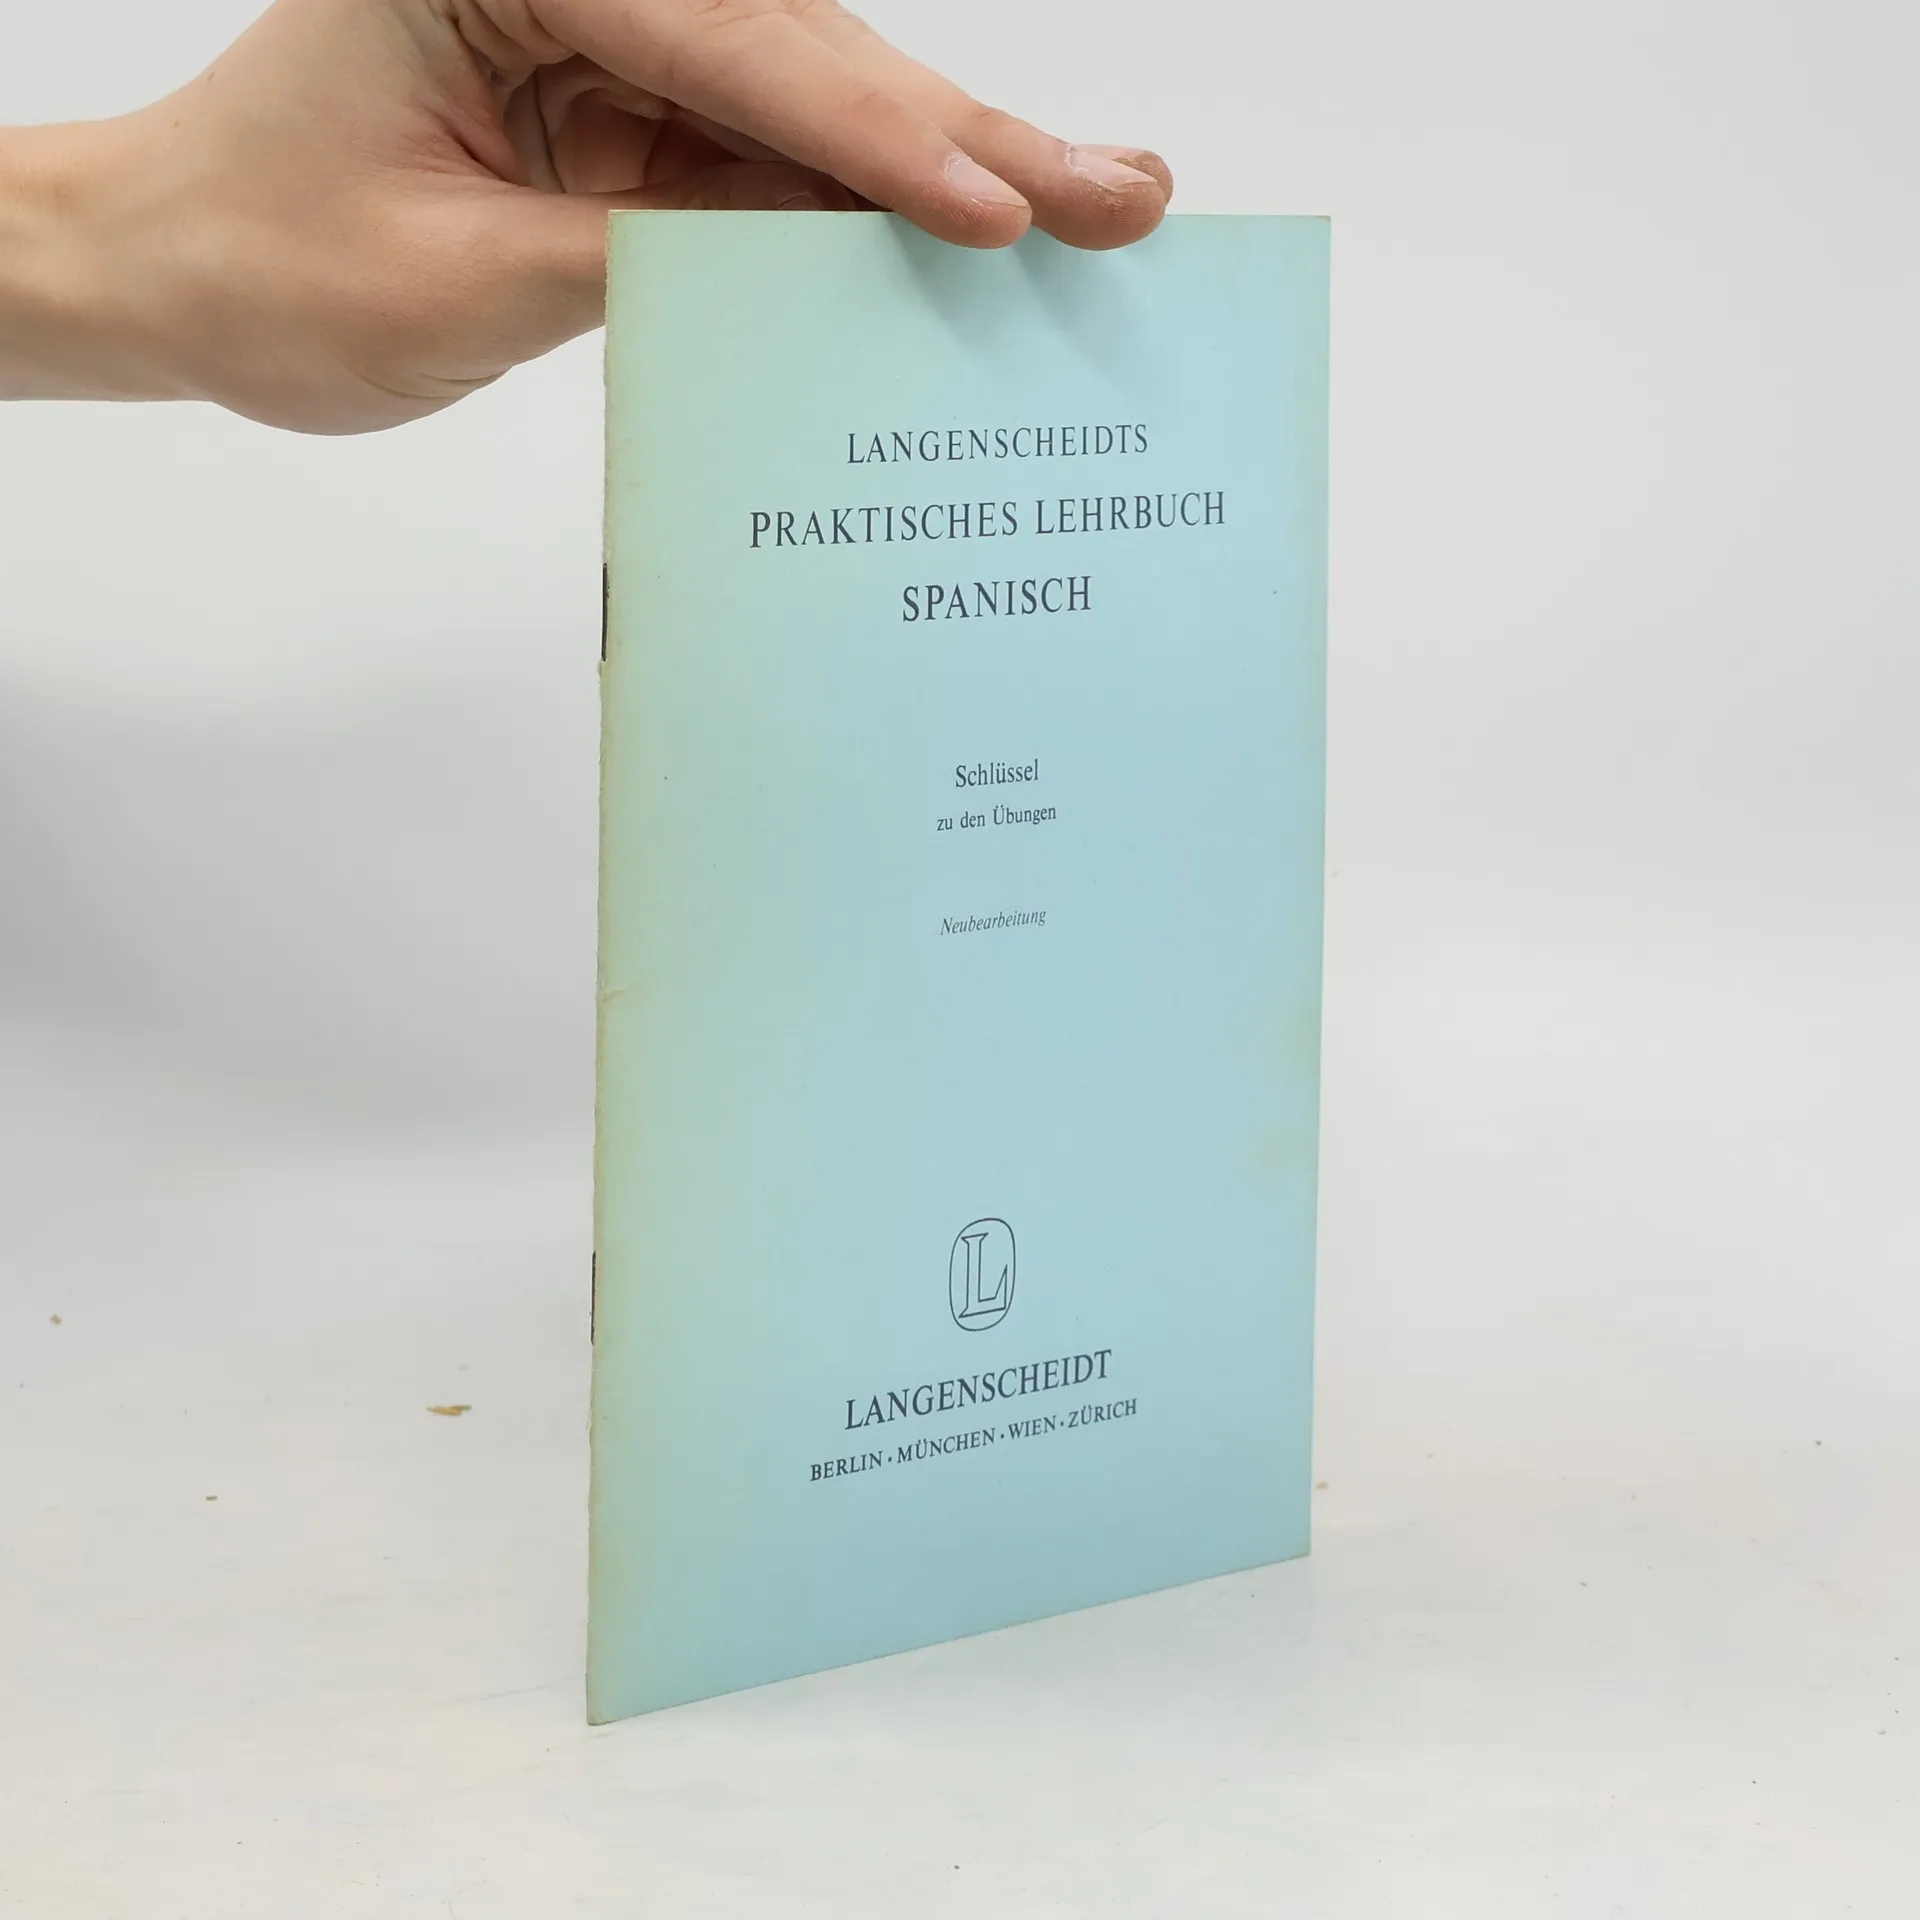 LANGENSCHEIDTS
PRAKTISCHES LEHRBUCH
SPANISCH
Schlüssel
zu den Übungen
Neubearbeitung
L
LANGENSCHEIDT
BERLIN · MÜNCHEN · WIEN · ZÜRICH